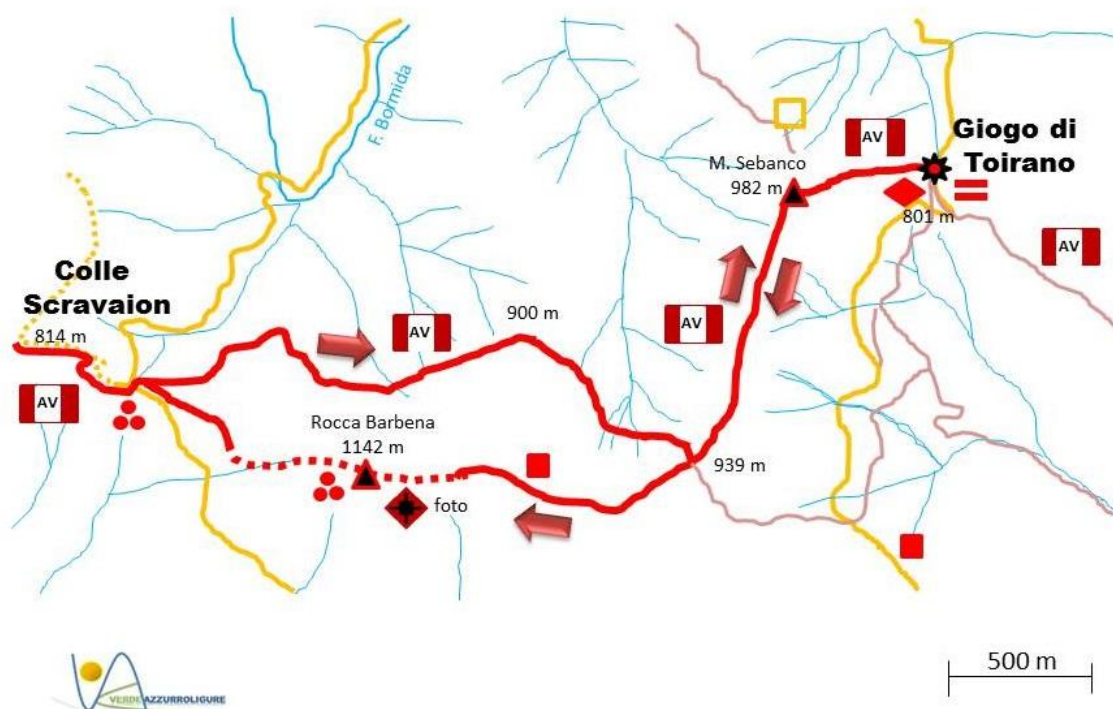 F. Bormida
AV
Giogo di
Toirano
M. Sebanco
982 m
801 m
AV
Colle
Scravaion
814 m
900 m
AV
AV
AV
Rocca Barbena
1142 m
939 m
foto
500 m
VERDEAZZURROLIGURE